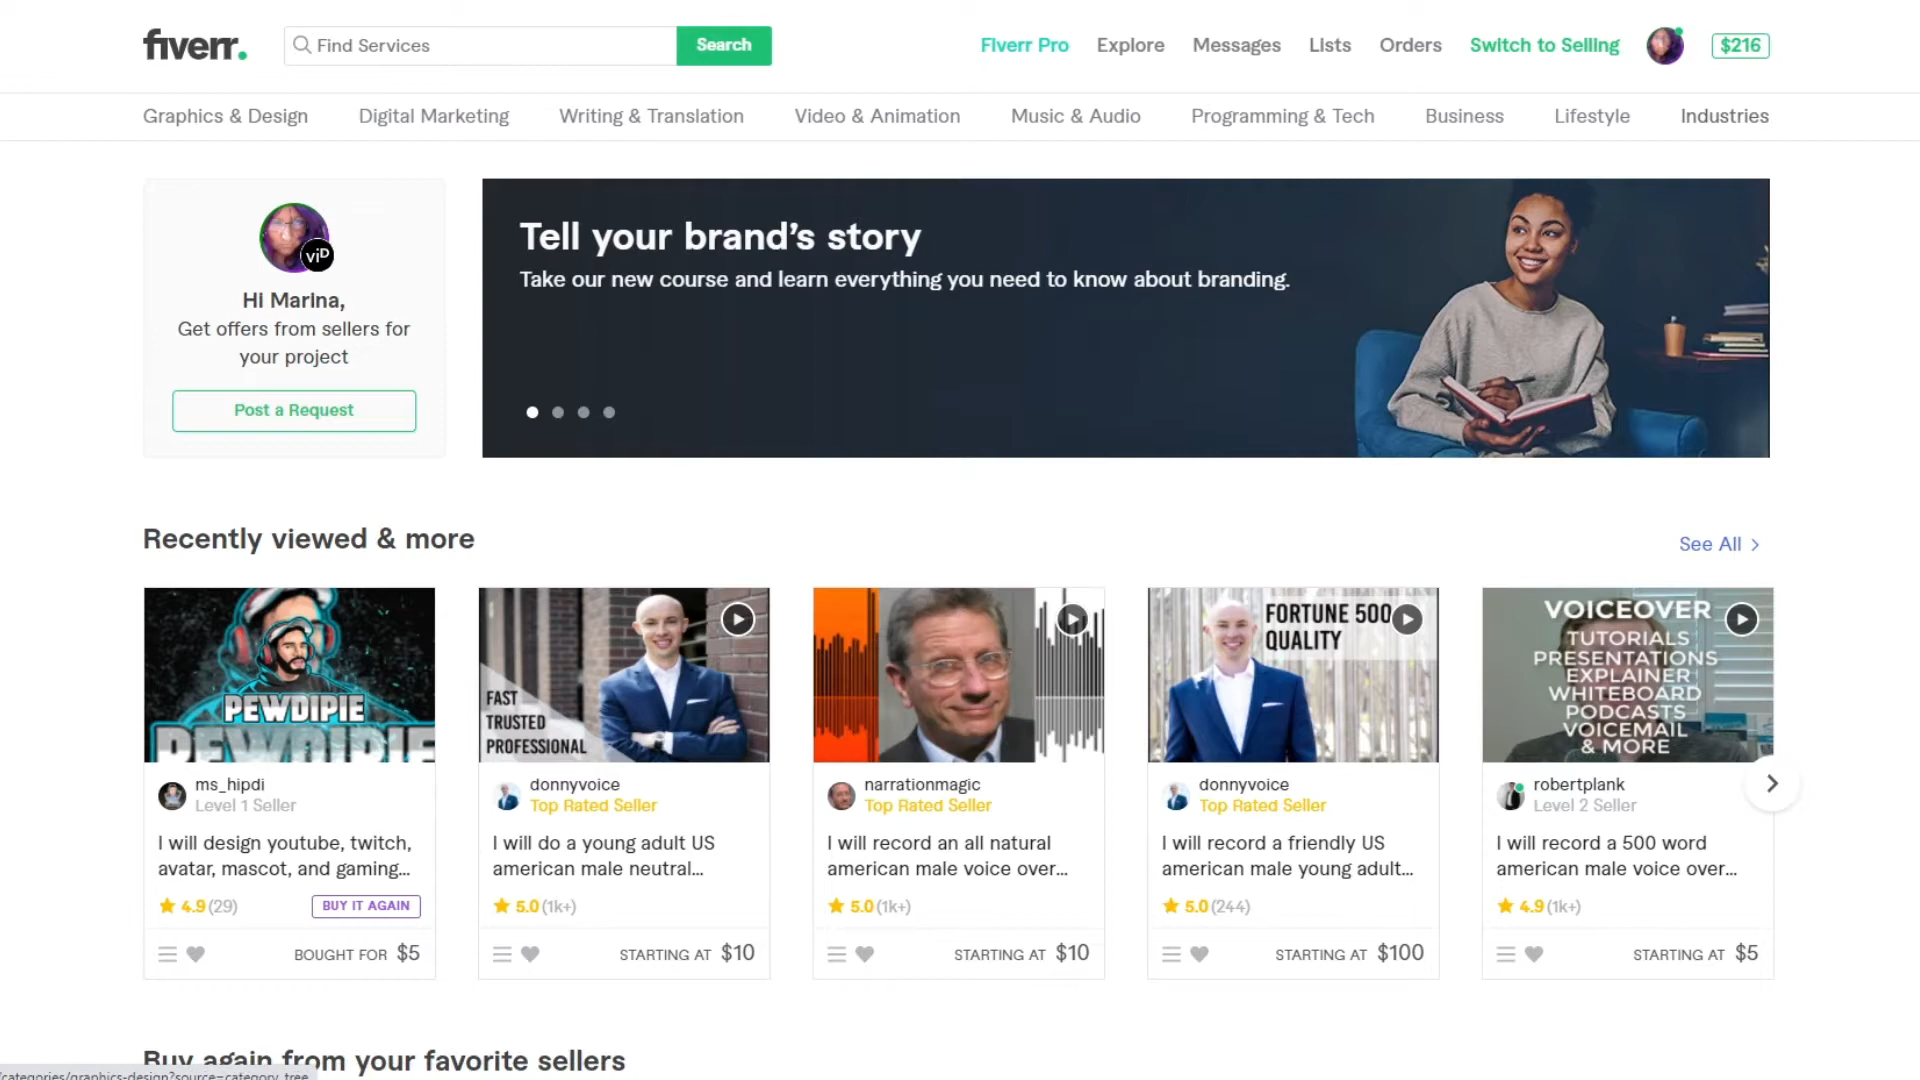 fiverr.
Find Services
Search
Fiverr Pro
Explore
Messages
Lists
Orders
Switch to Selling
$216
Graphics & Design
Digital Marketing
Writing & Translation
Video & Animation
Music & Audio
Programming & Tech
Business
Lifestyle
Industries
viD
Hi Marina,
Get offers from sellers for
your project
Post a Request
Tell your brand's story
Take our new course and learn everything you need to know about branding.
Recently viewed & more
See All >
PEWDIPIE
PEWDIPIE
ms_hipdi
Level 1 Seller
I will design youtube, twitch,
avatar, mascot, and gaming...
4.9 (29)
BUY IT AGAIN
BOUGHT FOR $5
FAST
TRUSTED
PROFESSIONAL
donnyvoice
Top Rated Seller
I will do a young adult US
american male neutral...
5.0 (1k+)
STARTING AT $10
narrationmagic
Top Rated Seller
I will record an all natural
american male voice over...
5.0 (1k+)
STARTING AT $10
FORTUNE 500
QUALITY
donnyvoice
Top Rated Seller
I will record a friendly US
american male young adult...
5.0 (244)
STARTING AT $100
VOICEOVER
TUTORIALS
PRESENTATIONS
EXPLAINER
WHITEBOARD
PODCASTS
VOICEMAIL
& MORE
robertplank
Level 2 Seller
I will record a 500 word
american male voice over...
4.9 (1k+)
STARTING AT $5
Buy again from your favorite sellers
/categories/graphics-design?source=category_tree